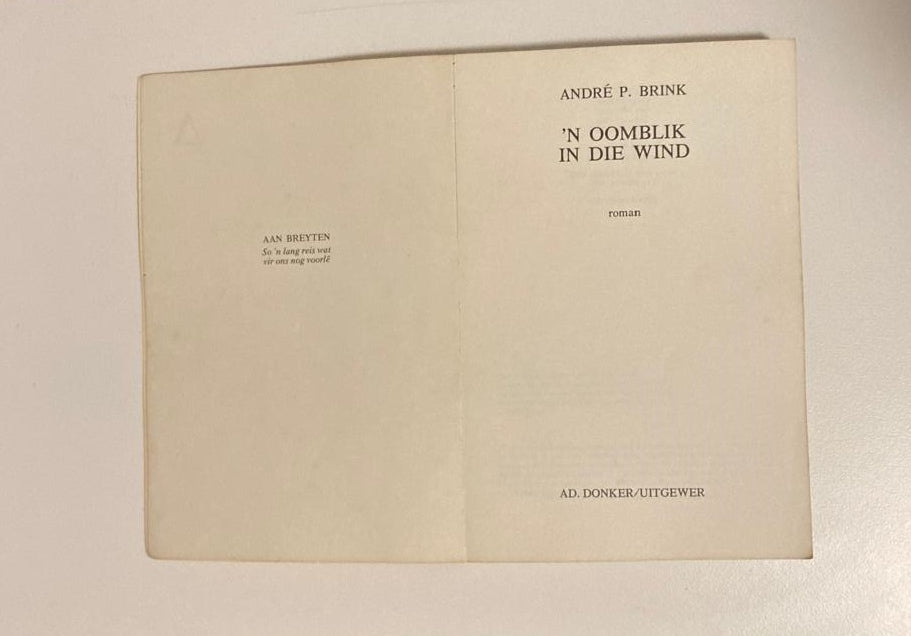 AAN BREYTEN
So 'n lang reis wat
vir ons nog voorlê
ANDRÉ P. BRINK
'N OOMBLIK
IN DIE WIND
roman
AD. DONKER/UITGEWER